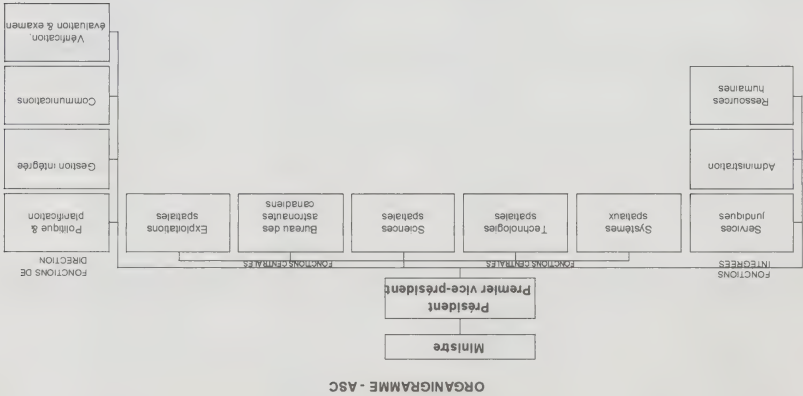 ORGANIGRAMME - ASC
Ministre
Président
Premier vice-président
FONCTIONS
INTÉGRÉES
FONCTIONS CENTRALES
FONCTIONS CENTRALES
FONCTIONS DE
DIRECTION
Services
juridiques
Systèmes
spatiaux
Technologies
spatiales
Sciences
spatiales
Bureau des
astronautes
canadiens
Exploitations
spatiales
Politique &
planification
Administration
Gestion intégrée
Ressources
humaines
Communications
Vérification,
évaluation & examen